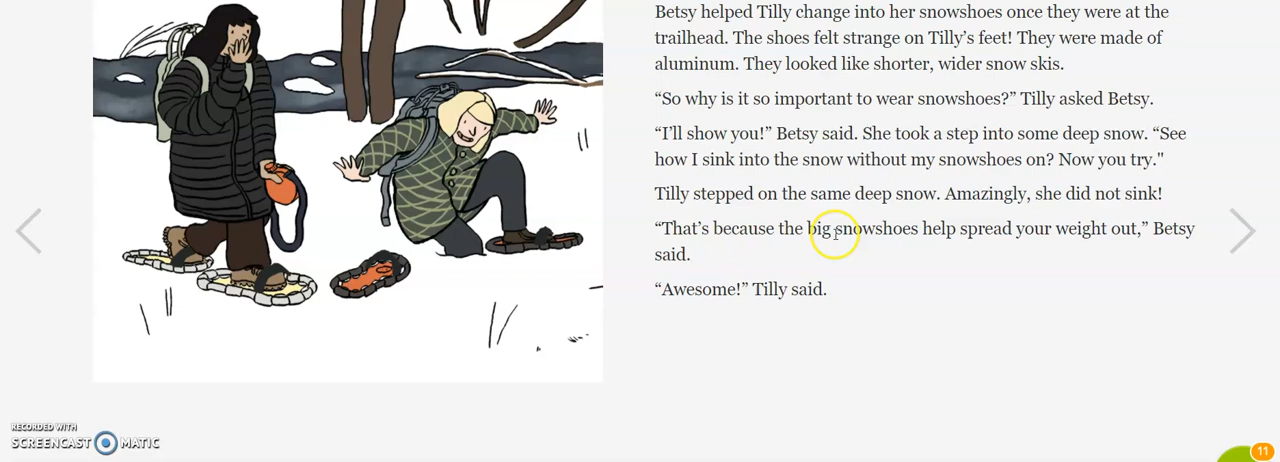 Betsy helped Tilly change into her snowshoes once they were at the
trailhead. The shoes felt strange on Tilly’s feet! They were made of
aluminum. They looked like shorter, wider snow skis.
“So why is it so important to wear snowshoes?” Tilly asked Betsy.
“I’ll show you!” Betsy said. She took a step into some deep snow. “See
how I sink into the snow without my snowshoes on? Now you try."
Tilly stepped on the same deep snow. Amazingly, she did not sink!
“That’s because the big snowshoes help spread your weight out,” Betsy
said.
“Awesome!” Tilly said.
RECORDED WITH
SCREENCAST MATIC
11